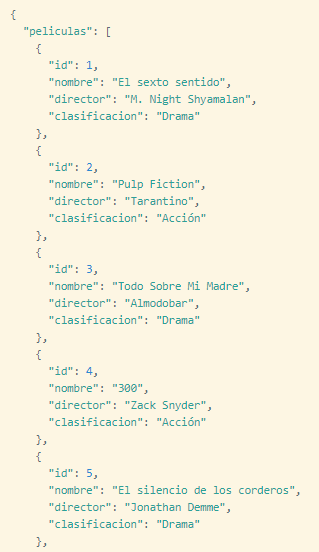 {
"peliculas": [
{
"id": 1,
"nombre": "El sexto sentido",
"director": "M. Night Shyamalan",
"clasificacion": "Drama"
},
{
"id": 2,
"nombre": "Pulp Fiction",
"director": "Tarantino",
"clasificacion": "Acción"
},
{
"id": 3,
"nombre": "Todo Sobre Mi Madre",
"director": "Almodobar",
"clasificacion": "Drama"
},
{
"id": 4,
"nombre": "300",
"director": "Zack Snyder",
"clasificacion": "Acción"
},
{
"id": 5,
"nombre": "El silencio de los corderos",
"director": "Jonathan Demme",
"clasificacion": "Drama"
},